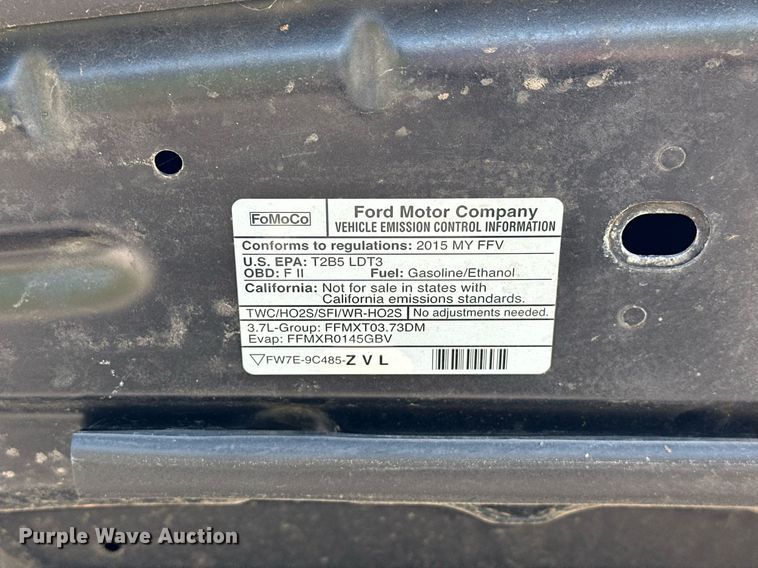 FoMoCo
Ford Motor Company
VEHICLE EMISSION CONTROL INFORMATION
Conforms to regulations: 2015 MY FFV
U.S. EPA: T2B5 LDT3
OBD: F II Fuel: Gasoline/Ethanol
California: Not for sale in states with
California emissions standards.
TWC/HO2S/SFI/WR-HO2S No adjustments needed.
3.7L-Group: FFMXT03.73DM
Evap: FFMXR0145GBV
FW7E-9C485-Z V L
Purple Wave Auction